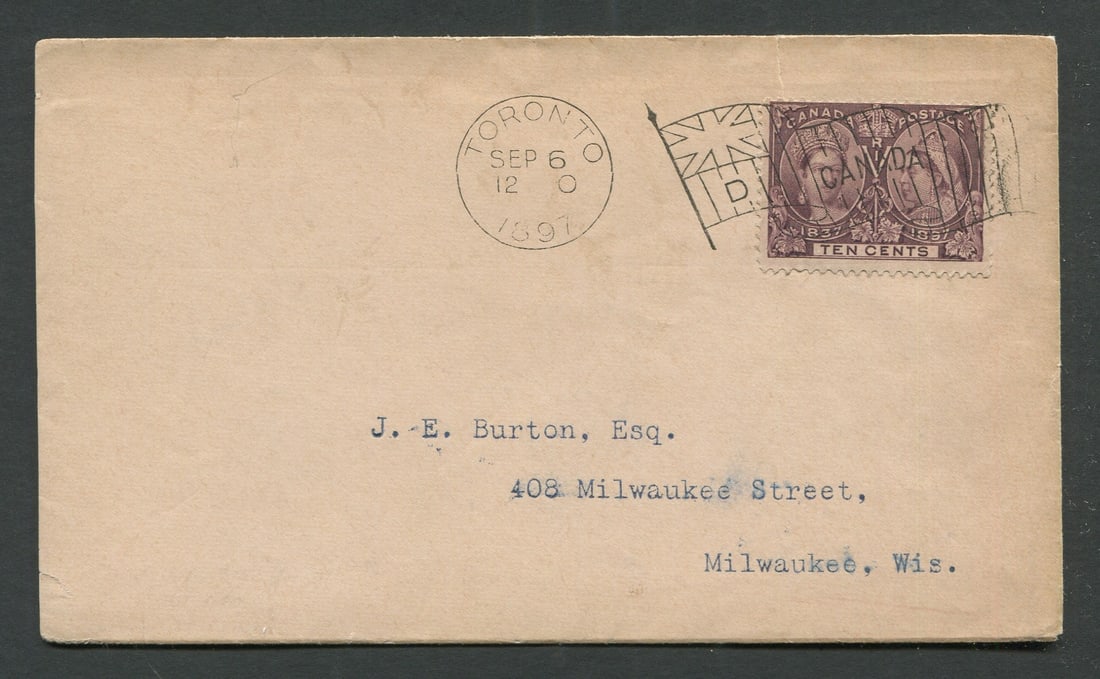 TORONTO
SEP 6
12 0
1897
D
CANADA
CANADA POSTAGE
V R I
1837 1897
TEN CENTS
J. E. Burton, Esq.
408 Milwaukee Street,
Milwaukee, Wis.